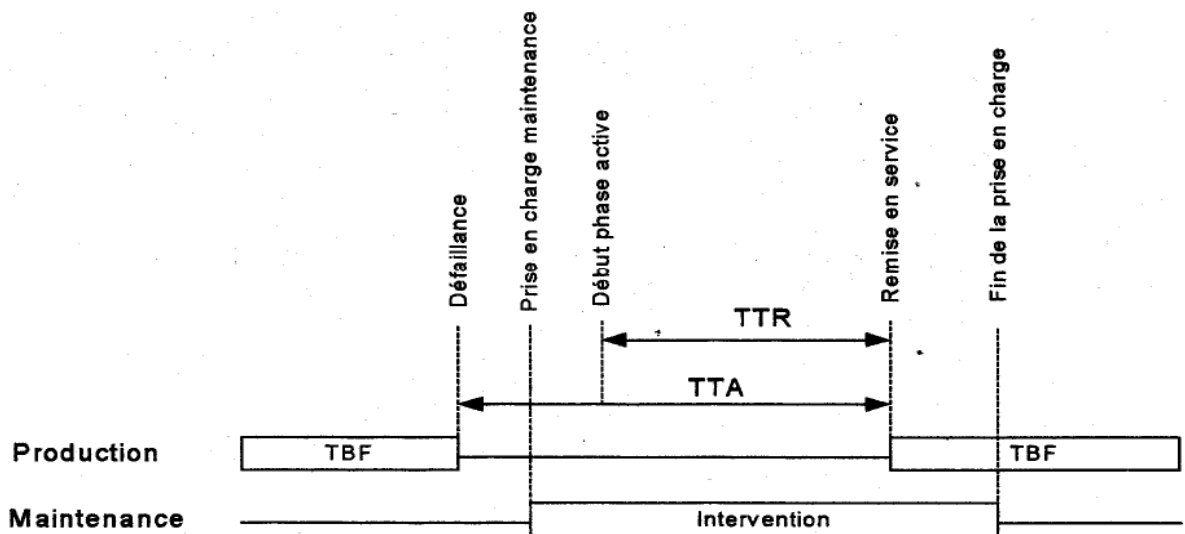 Défaillance
Prise en charge maintenance
Début phase active
Remise en service
Fin de la prise en charge
TTR
TTA
Production
TBF
TBF
Maintenance
Intervention